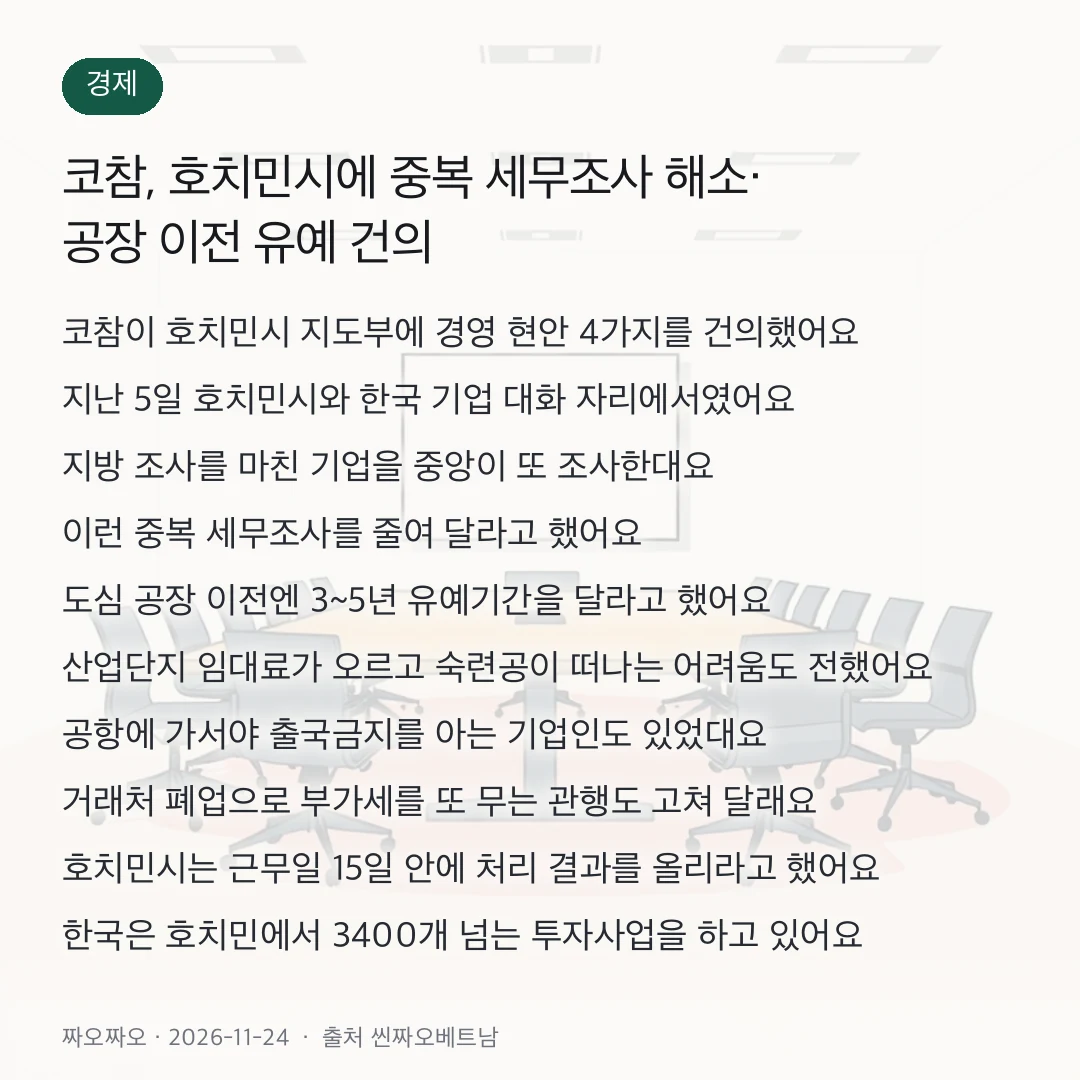 경제
코참, 호치민시에 중복 세무조사 해소·
공장 이전 유예 건의
코참이 호치민시 지도부에 경영 현안 4가지를 건의했어요
지난 5일 호치민시와 한국 기업 대화 자리에서였어요
지방 조사를 마친 기업을 중앙이 또 조사한대요
이런 중복 세무조사를 줄여 달라고 했어요
도심 공장 이전엔 3~5년 유예기간을 달라고 했어요
산업단지 임대료가 오르고 숙련공이 떠나는 어려움도 전했어요
공항에 가서야 출국금지를 아는 기업인도 있었대요
거래처 폐업으로 부가세를 또 무는 관행도 고쳐 달래요
호치민시는 근무일 15일 안에 처리 결과를 올리라고 했어요
한국은 호치민에서 3400개 넘는 투자사업을 하고 있어요
짜오짜오 · 2026-11-24 · 출처 씬짜오베트남